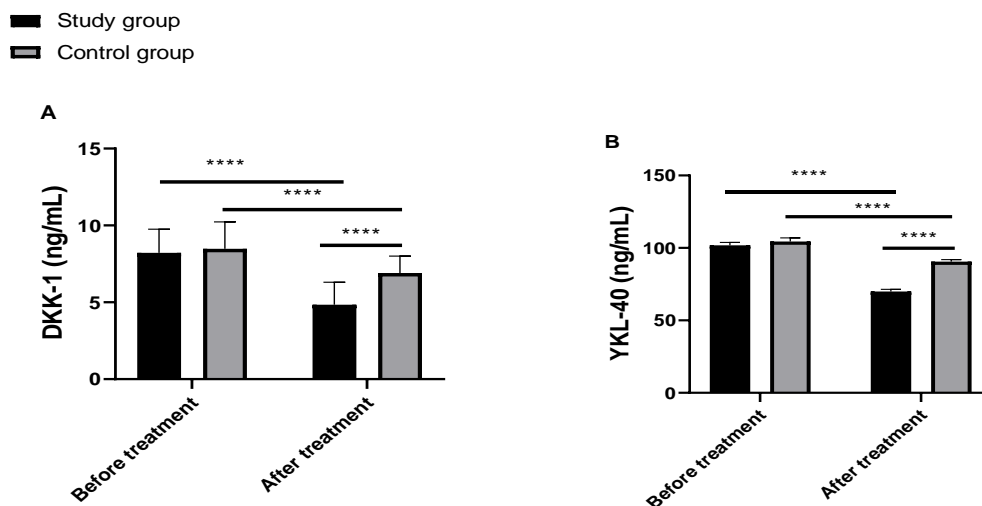 Study group
Control group
A
DKK-1 (ng/mL)
15
10
5
0
****
****
****
Before treatment
After treatment
B
YKL-40 (ng/mL)
150
100
50
0
****
****
****
Before treatment
After treatment